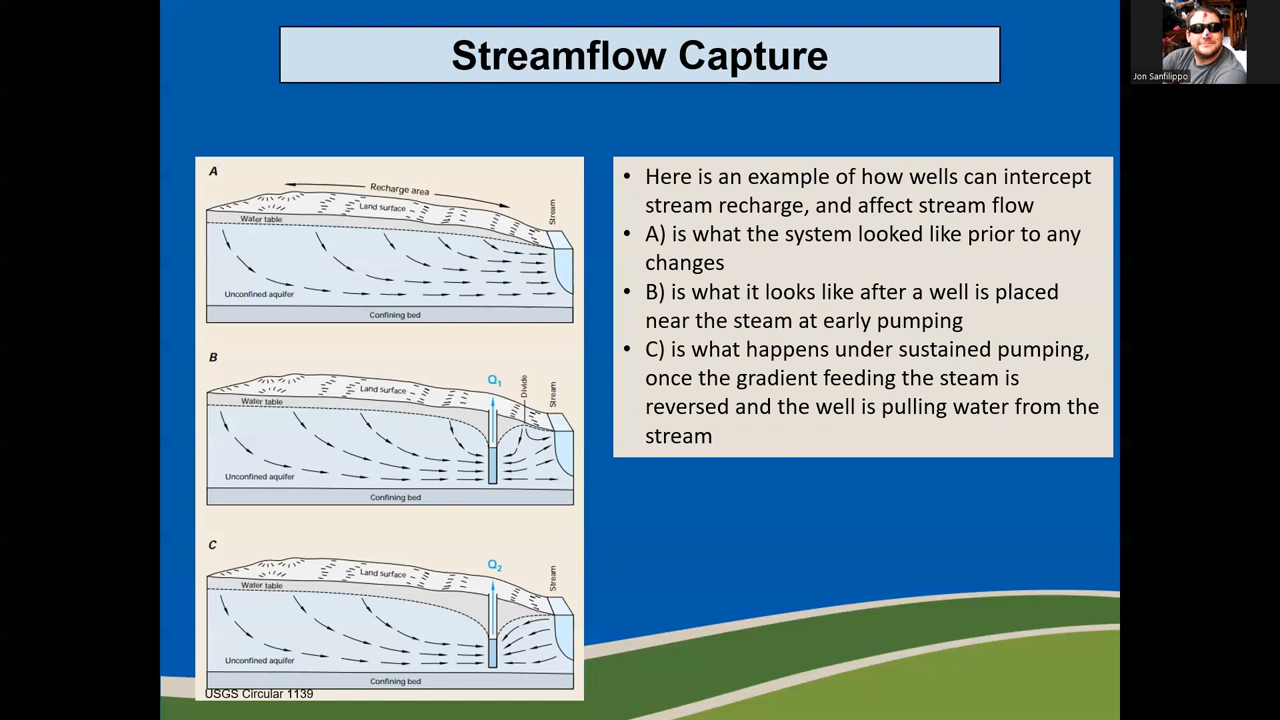 Streamflow Capture
Jon Sanfilippo
A
Recharge area
Land surface
Stream
Water table
Unconfined aquifer
Confining bed
B
Q1
Divide
Stream
Land surface
Water table
Unconfined aquifer
Confining bed
C
Q2
Stream
Land surface
Water table
Unconfined aquifer
Confining bed
USGS Circular 1139
• Here is an example of how wells can intercept
stream recharge, and affect stream flow
• A) is what the system looked like prior to any
changes
• B) is what it looks like after a well is placed
near the steam at early pumping
• C) is what happens under sustained pumping,
once the gradient feeding the steam is
reversed and the well is pulling water from the
stream